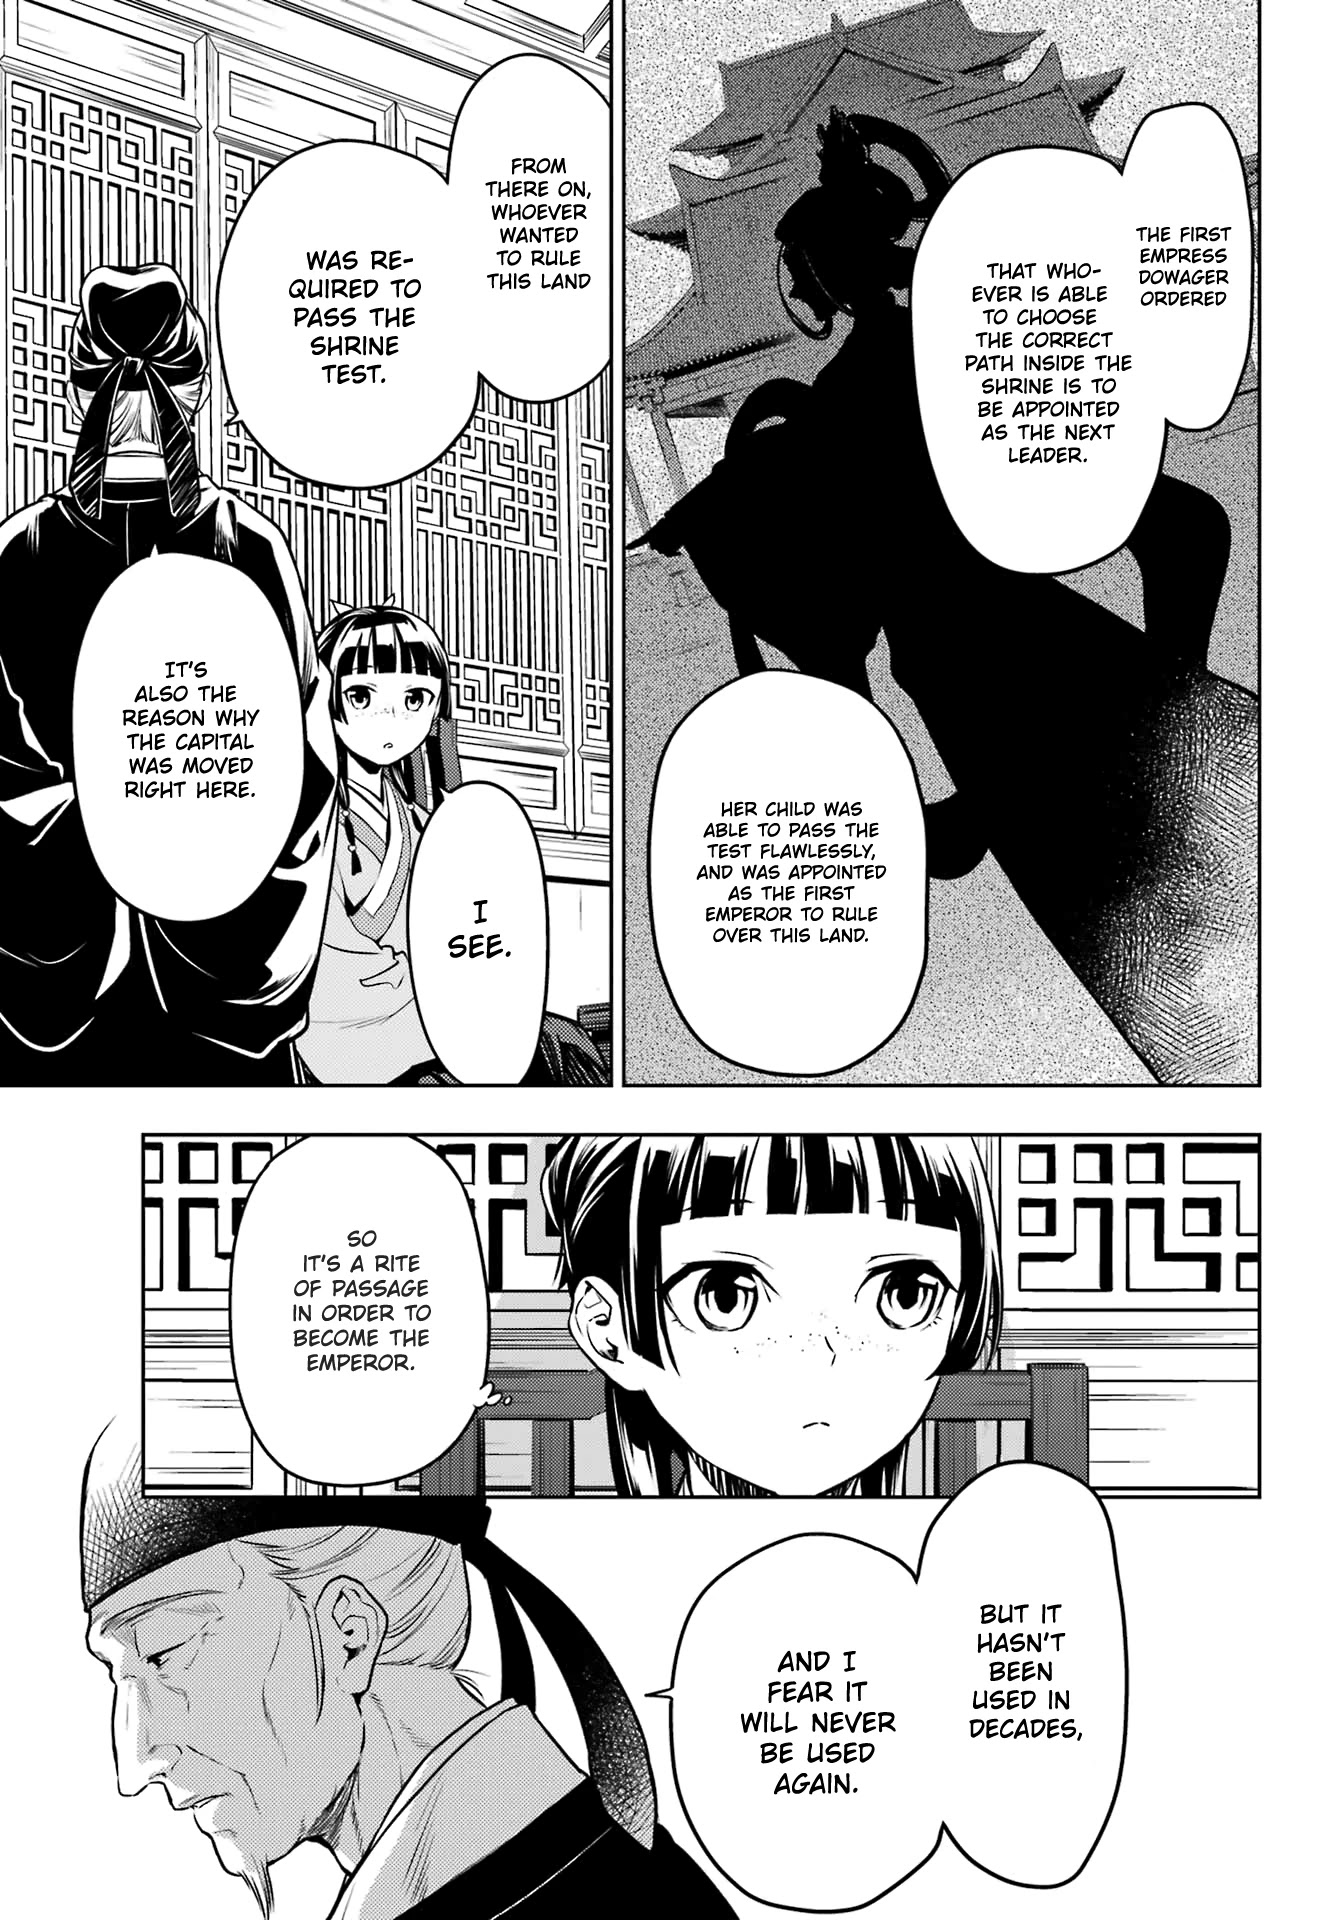 THE FIRST
EMPRESS
DOWAGER
ORDERED
THAT WHO-
EVER IS ABLE
TO CHOOSE
THE CORRECT
PATH INSIDE THE
SHRINE IS TO
BE APPOINTED
AS THE NEXT
LEADER.
HER CHILD WAS
ABLE TO PASS THE
TEST FLAWLESSLY,
AND WAS APPOINTED
AS THE FIRST
EMPEROR TO RULE
OVER THIS LAND.
FROM
THERE ON,
WHOEVER
WANTED
TO RULE
THIS LAND
WAS RE-
QUIRED TO
PASS THE
SHRINE
TEST.
IT'S
ALSO THE
REASON WHY
THE CAPITAL
WAS MOVED
RIGHT HERE.
I
SEE.
SO
IT'S A RITE
OF PASSAGE
IN ORDER TO
BECOME THE
EMPEROR.
BUT IT
HASN'T
BEEN
USED IN
DECADES,
AND I
FEAR IT
WILL NEVER
BE USED
AGAIN.